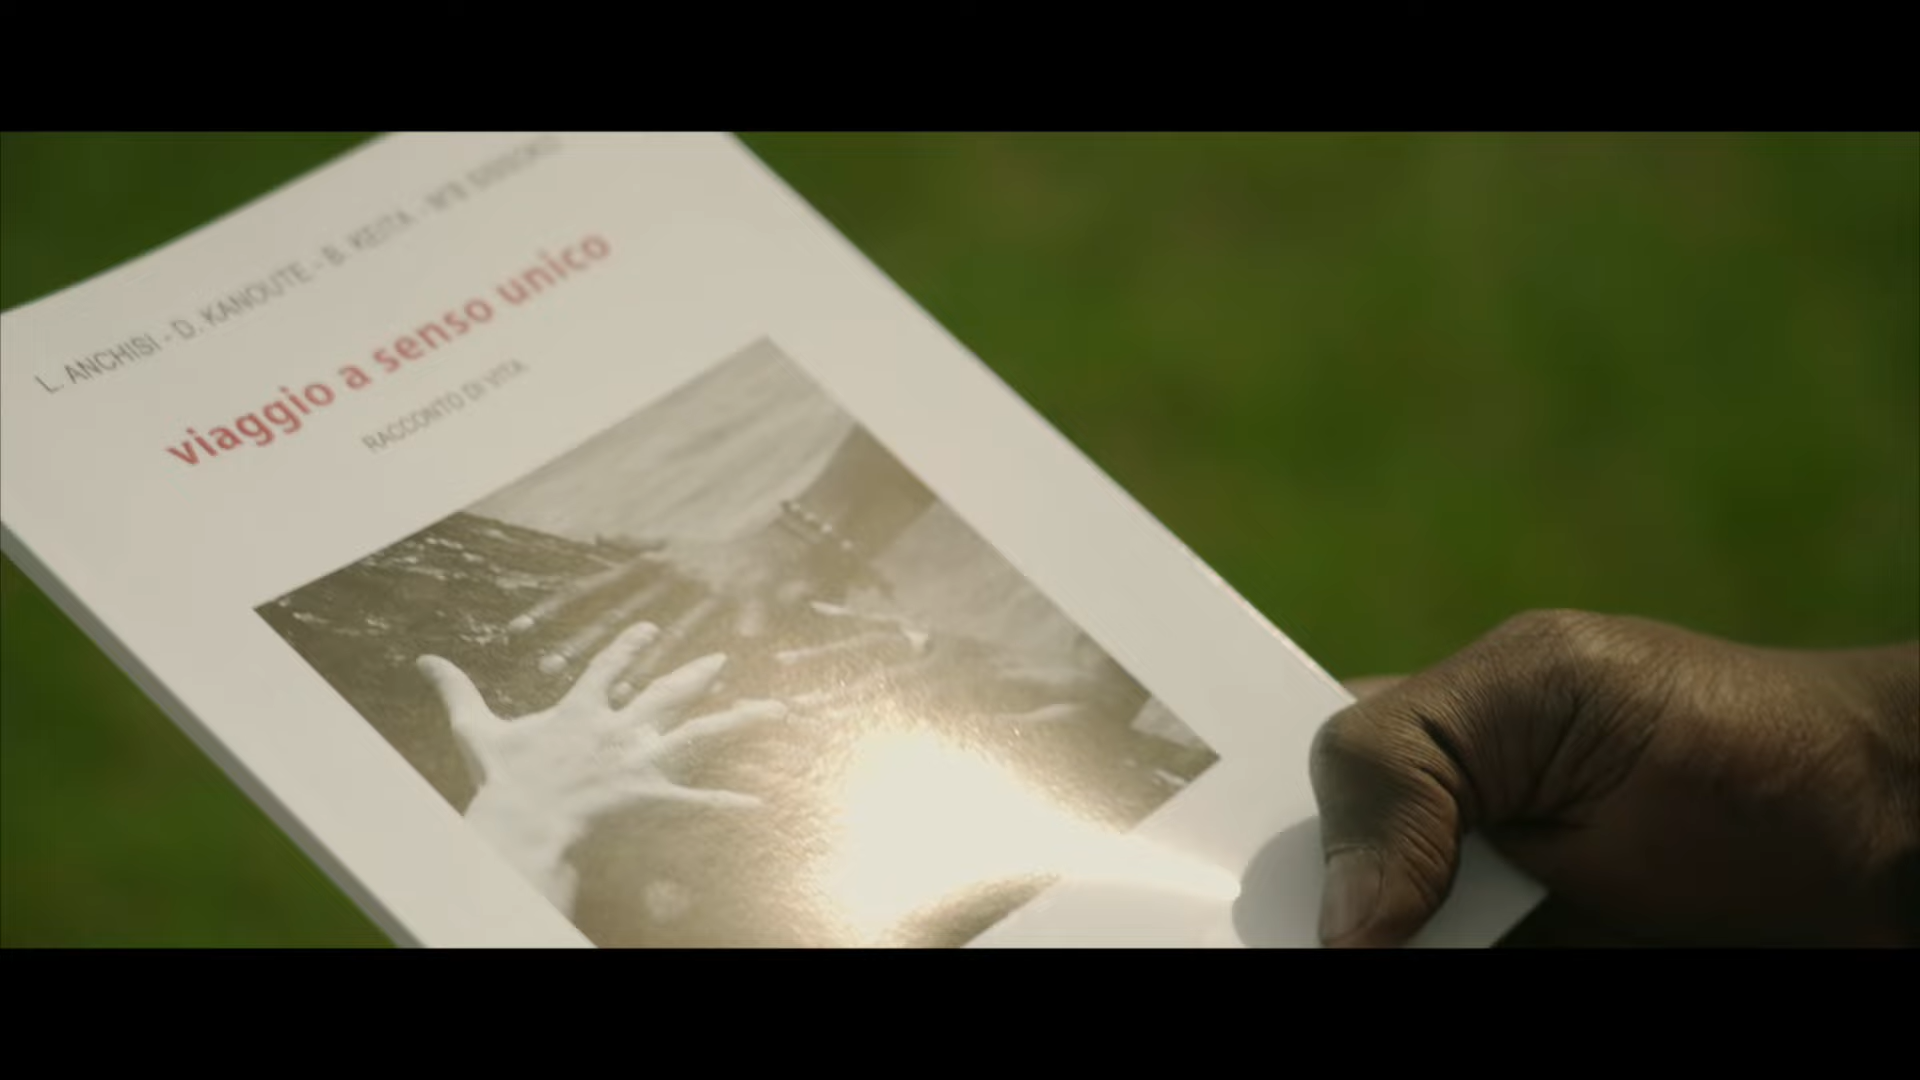 L. ANCHISI - D. KANOUTE - B. KEITA - M'B
viaggio a senso unico
RACCONTO DI VITA